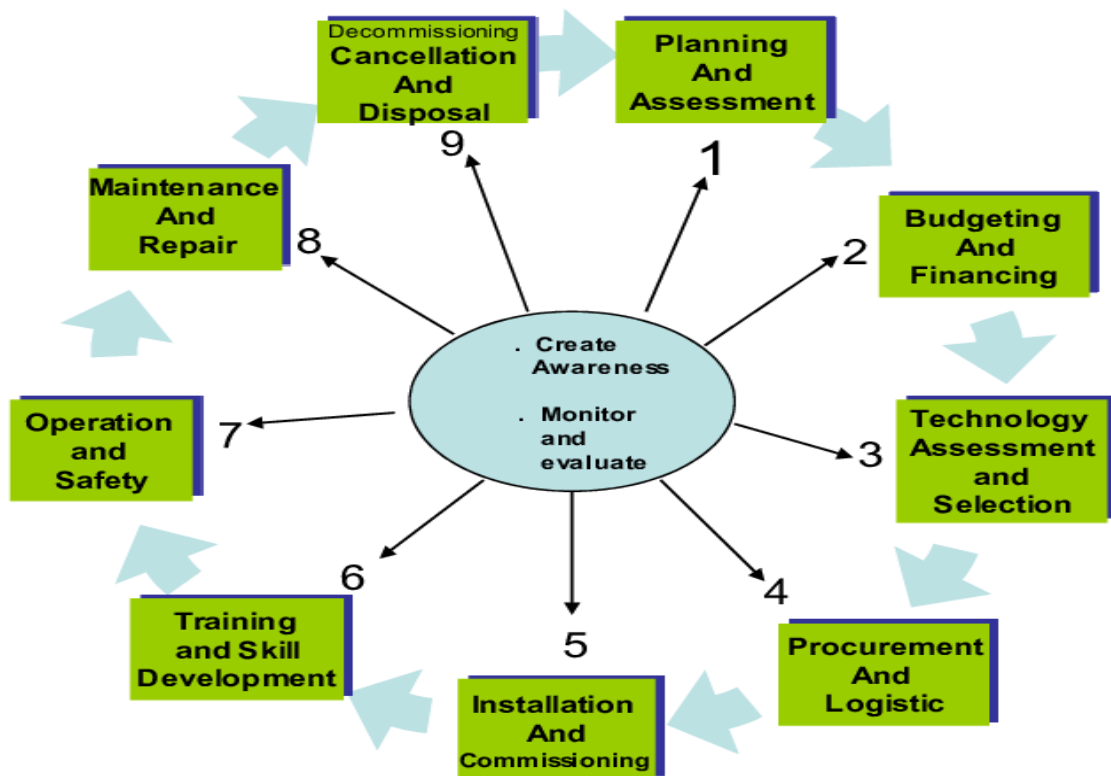 Planning
And
Assessment
1
Budgeting
And
Financing
2
Technology
Assessment
and
Selection
3
Procurement
And
Logistic
4
Installation
And
Commissioning
5
Training
and Skill
Development
6
Operation
and
Safety
7
Maintenance
And
Repair
8
Decommissioning
Cancellation
And
Disposal
9
. Create
Awareness
. Monitor
and
evaluate